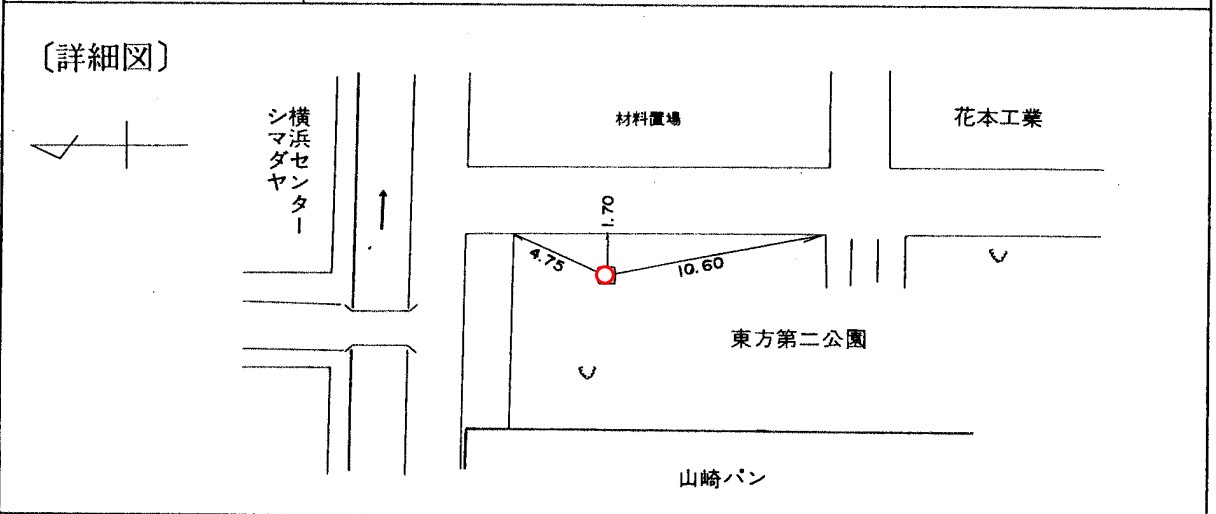 〔詳細図〕
横浜センター
シマダヤ
材料置場
花本工業
1.70
4.75
10.60
東方第二公園
山崎パン